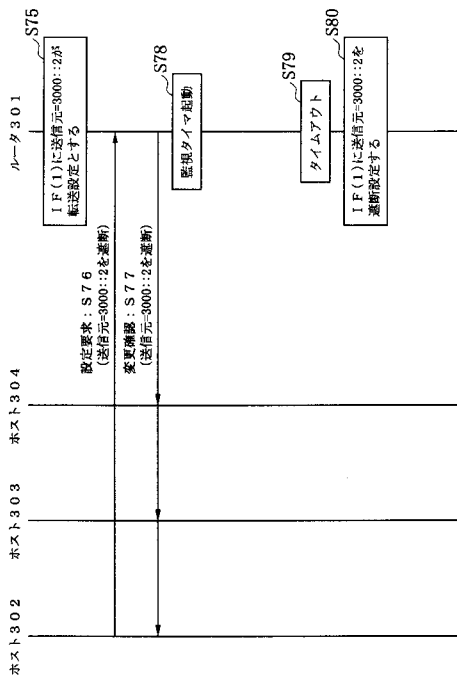 ホスト３０２
ホスト３０３
ホスト３０４
ルータ３０１
S75
ＩＦ(１)に送信元=3000::2が
転送設定とする
設定要求：Ｓ７６
(送信元=3000::2を遮断)
変更確認：Ｓ７７
(送信元=3000::2を遮断)
S78
監視タイマ起動
S79
タイムアウト
S80
ＩＦ(１)に送信元=3000::2を
遮断設定する